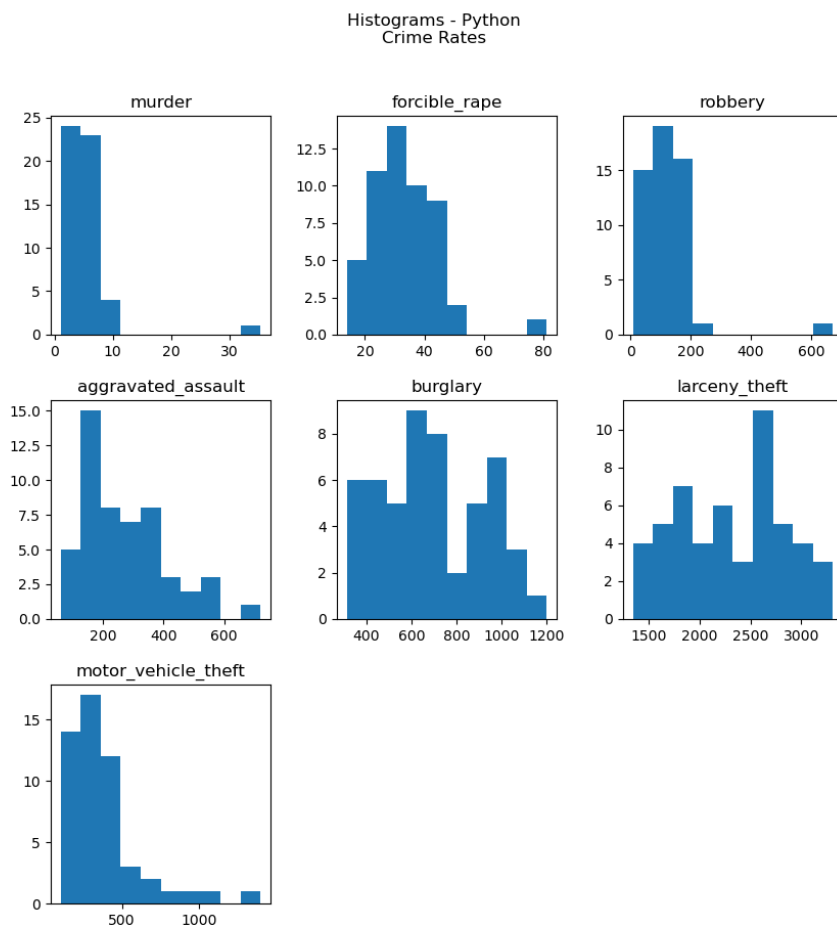 Histograms - Python
Crime Rates
murder
25
20
15
10
5
0
0 10 20 30
forcible_rape
12.5
10.0
7.5
5.0
2.5
0.0
20 40 60 80
robbery
15
10
5
0
0 200 400 600
aggravated_assault
15.0
12.5
10.0
7.5
5.0
2.5
0.0
200 400 600
burglary
8
6
4
2
0
400 600 800 1000 1200
larceny_theft
10
8
6
4
2
0
1500 2000 2500 3000
motor_vehicle_theft
15
10
5
0
500 1000